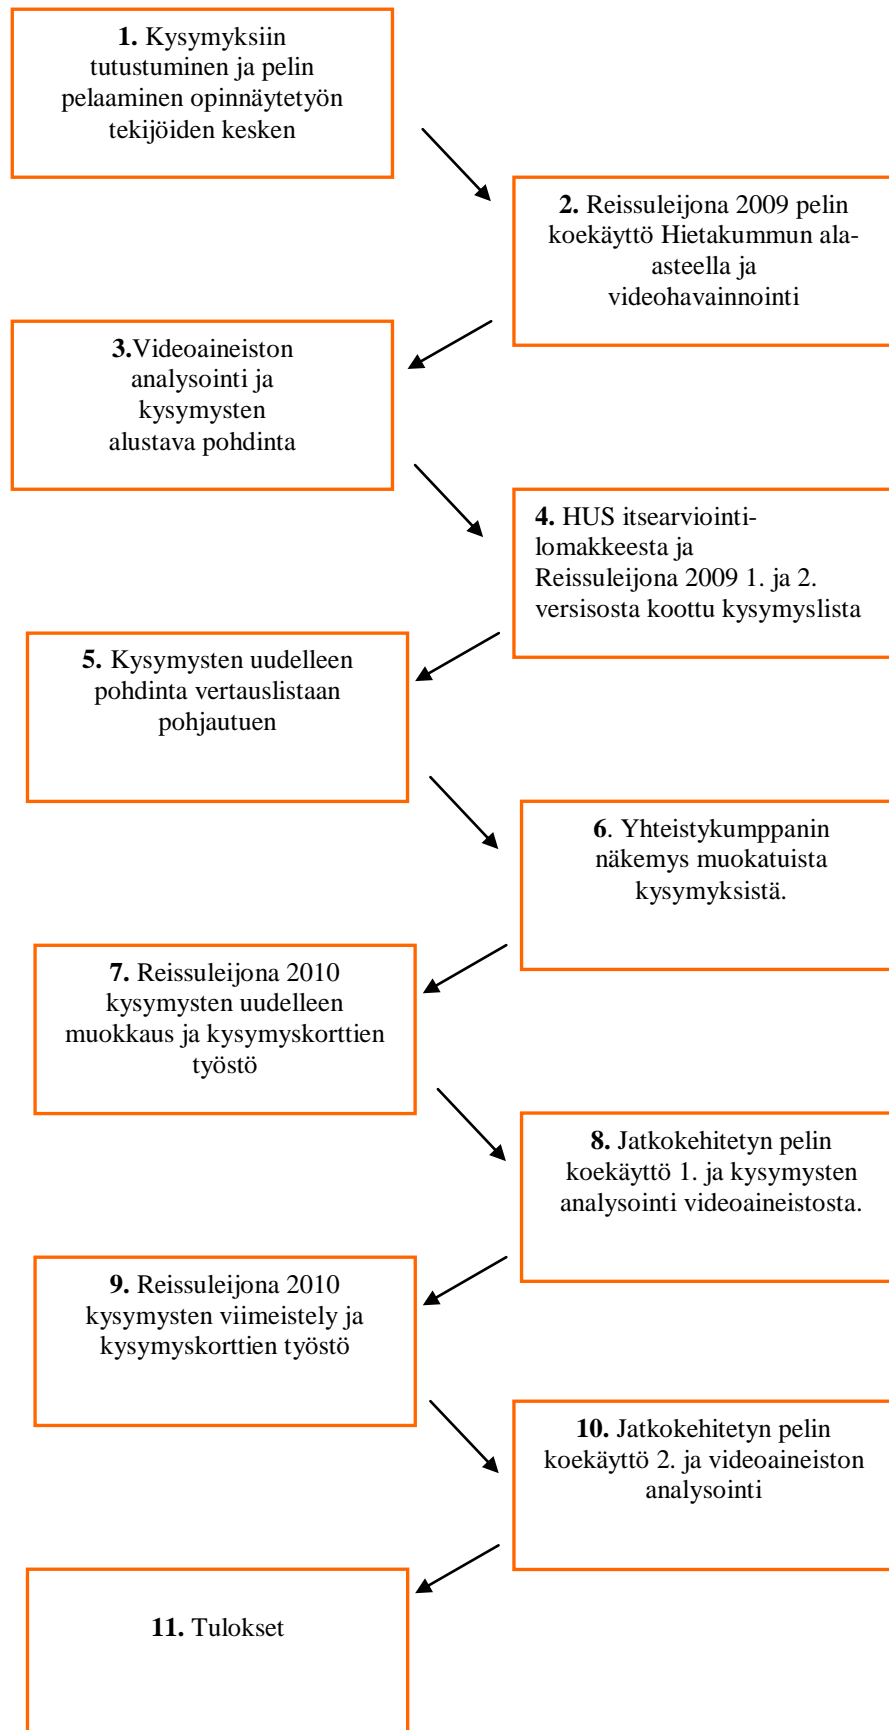 1. Kysymyksiin
tutustuminen ja pelin
pelaaminen opinnäytetyön
tekijöiden kesken
2. Reissuleijona 2009 pelin
koekäyttö Hietakummun ala-
asteella ja
videohavainnointi
3.Videoaineiston
analysointi ja
kysymysten
alustava pohdinta
4. HUS itsearviointi-
lomakkeesta ja
Reissuleijona 2009 1. ja 2.
versisosta koottu kysymyslista
5. Kysymysten uudelleen
pohdinta vertauslistaan
pohjautuen
6. Yhteistykumppanin
näkemys muokatuista
kysymyksistä.
7. Reissuleijona 2010
kysymysten uudelleen
muokkaus ja kysymyskorttien
työstö
8. Jatkokehitetyn pelin
koekäyttö 1. ja kysymysten
analysointi videoaineistosta.
9. Reissuleijona 2010
kysymysten viimeistely ja
kysymyskorttien työstö
10. Jatkokehitetyn pelin
koekäyttö 2. ja videoaineiston
analysointi
11. Tulokset